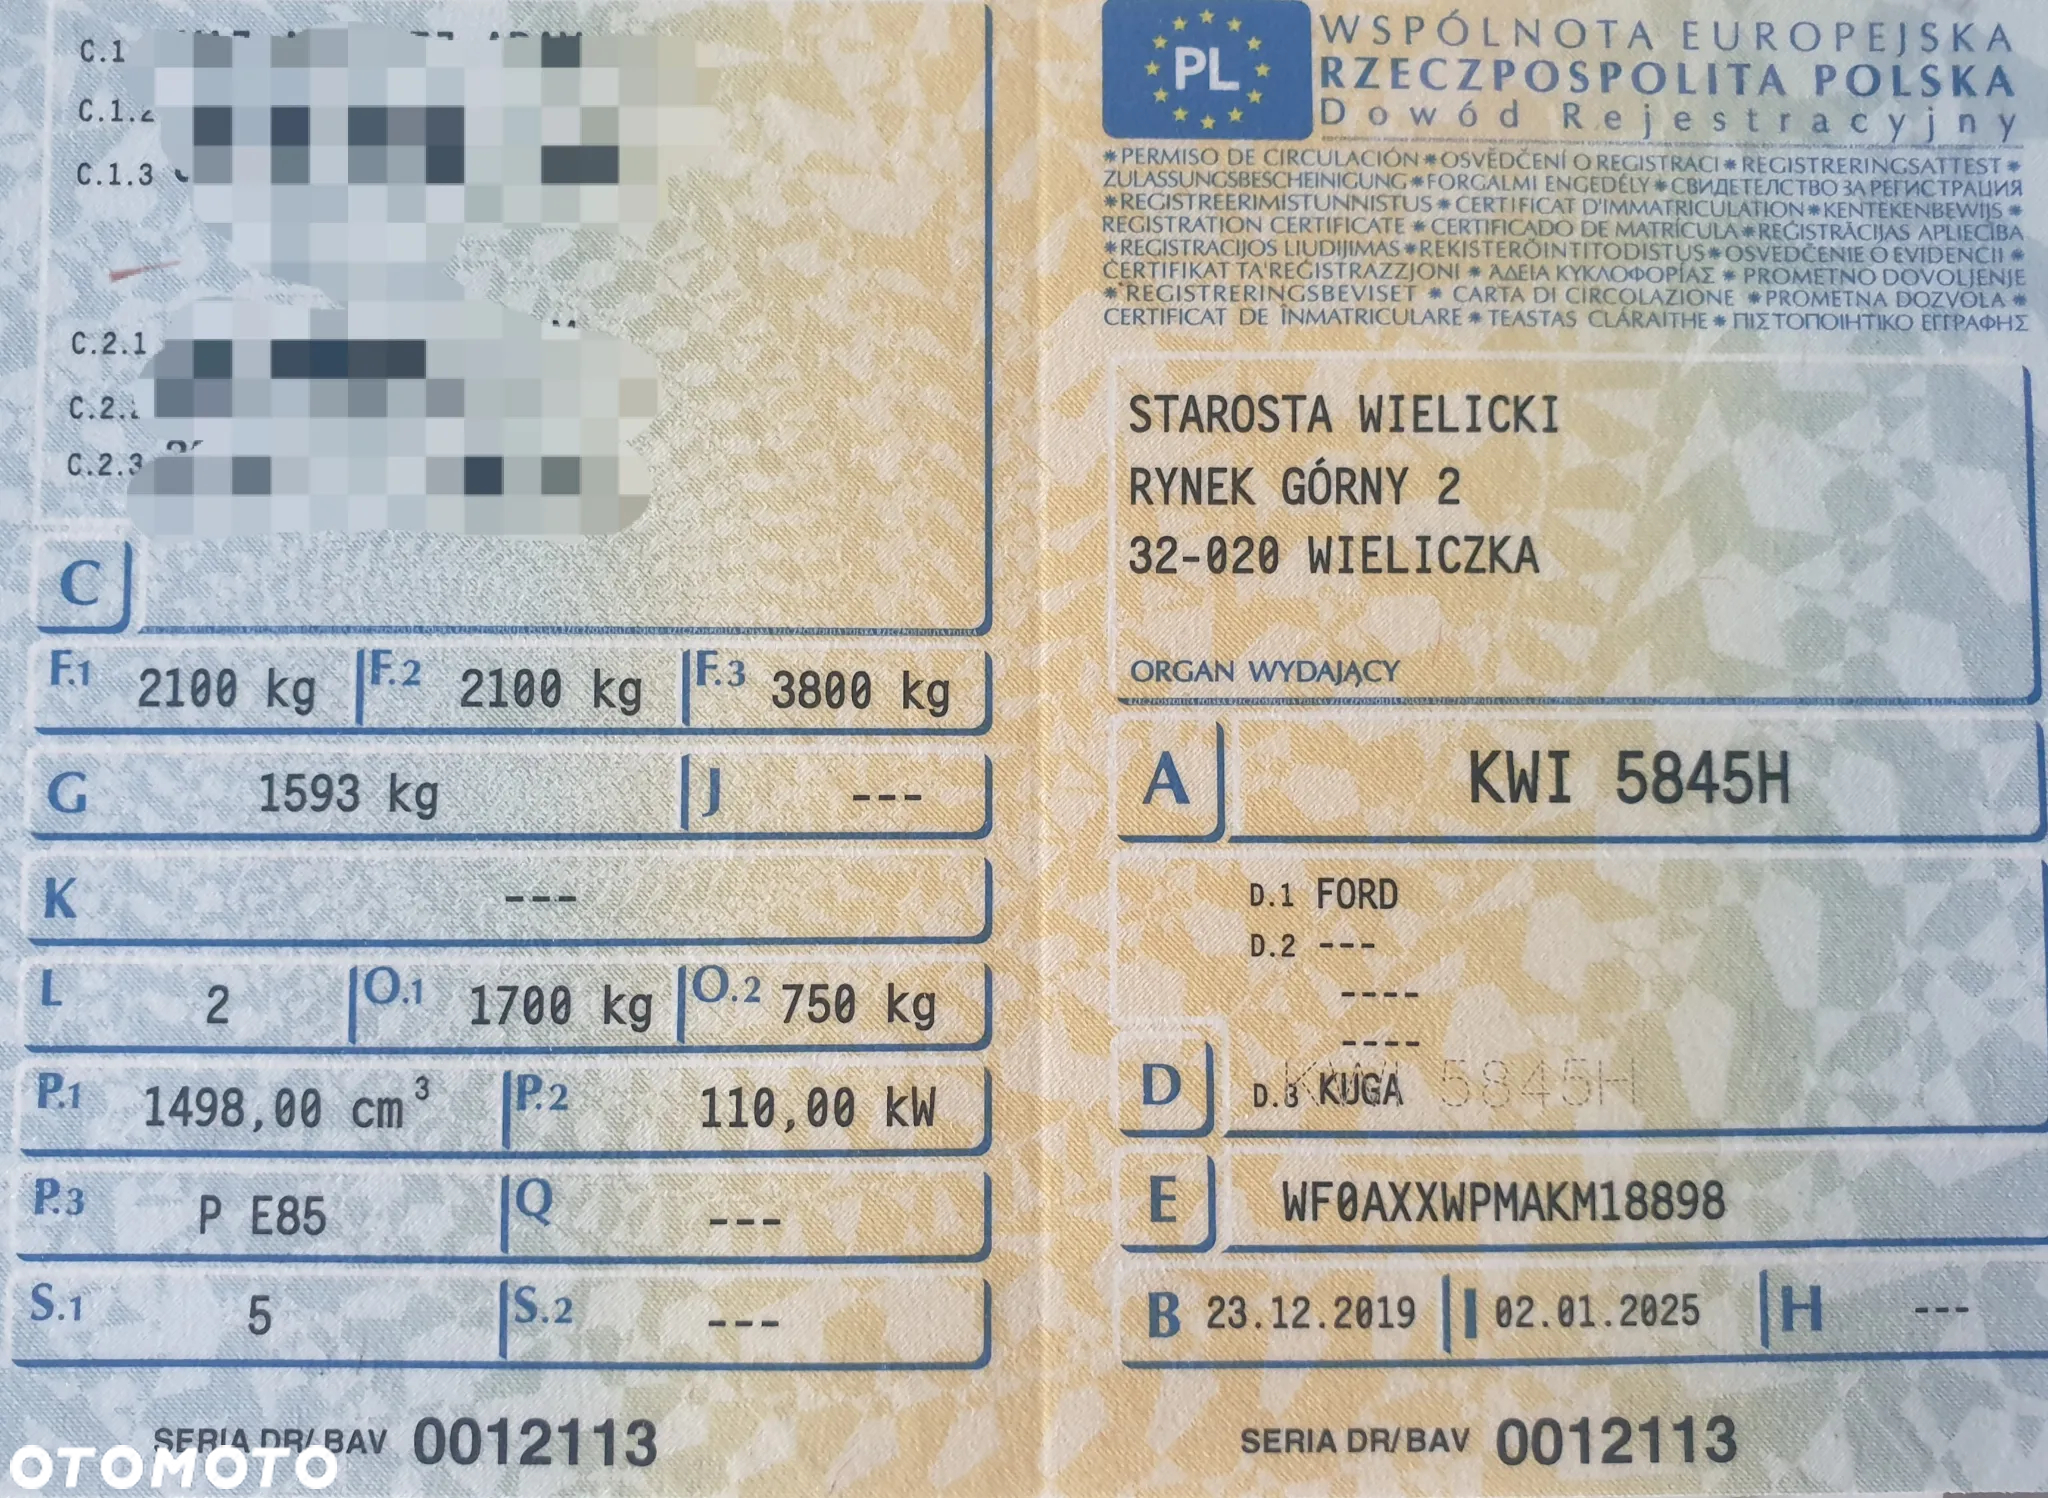 C.1
C.1.2
C.1.3
C.2.1
C.2.2
C.2.3
C
F.1 2100 kg F.2 2100 kg F.3 3800 kg
G 1593 kg J ---
K ---
L 2 O.1 1700 kg O.2 750 kg
P.1 1498,00 cm³ P.2 110,00 kW
P.3 P E85 Q ---
S.1 5 S.2 ---
SERIA DR/BAV 0012113
OTOMOTO
PL
WSPÓLNOTA EUROPEJSKA
RZECZPOSPOLITA POLSKA
Dowód Rejestracyjny
*PERMISO DE CIRCULACIÓN*OSVĚDČENÍ O REGISTRACI*REGISTRERINGSATTEST*
ZULASSUNGSBESCHEINIGUNG*FORGALMI ENGEDÉLY*СВИДЕТЕЛСТВО ЗА РЕГИСТРАЦИЯ
*REGISTREERIMISTUNNISTUS*CERTIFICAT D'IMMATRICULATION*KENTEKENBEWIJS*
REGISTRATION CERTIFICATE*CERTIFICADO DE MATRÍCULA*REĢISTRĀCIJAS APLIECĪBA
*REGISTRACIJOS LIUDIJIMAS*REKISTERÖINTITODISTUS*OSVEDČENIE O EVIDENCII*
ĊERTIFIKAT TA'REĠISTRAZZJONI*ΆΔΕΙΑ ΚΥΚΛΟΦΟΡΊΑΣ*PROMETNO DOVOLJENJE
*REGISTRERINGSBEVISET*CARTA DI CIRCOLAZIONE*PROMETNA DOZVOLA*
CERTIFICAT DE ÎNMATRICULARE*TEASTAS CLÁRAITHE*ΠΙΣΤΟΠΟΙΗΤΙΚΟ ΕΓΓΡΑΦΗΣ
STAROSTA WIELICKI
RYNEK GÓRNY 2
32-020 WIELICZKA
ORGAN WYDAJĄCY
A KWI 5845H
D.1 FORD
D.2 ---
----
----
KWI 5845H
D D.3 KUGA
E WF0AXXWPMAKM18898
B 23.12.2019 I 02.01.2025 H ---
SERIA DR/BAV 0012113